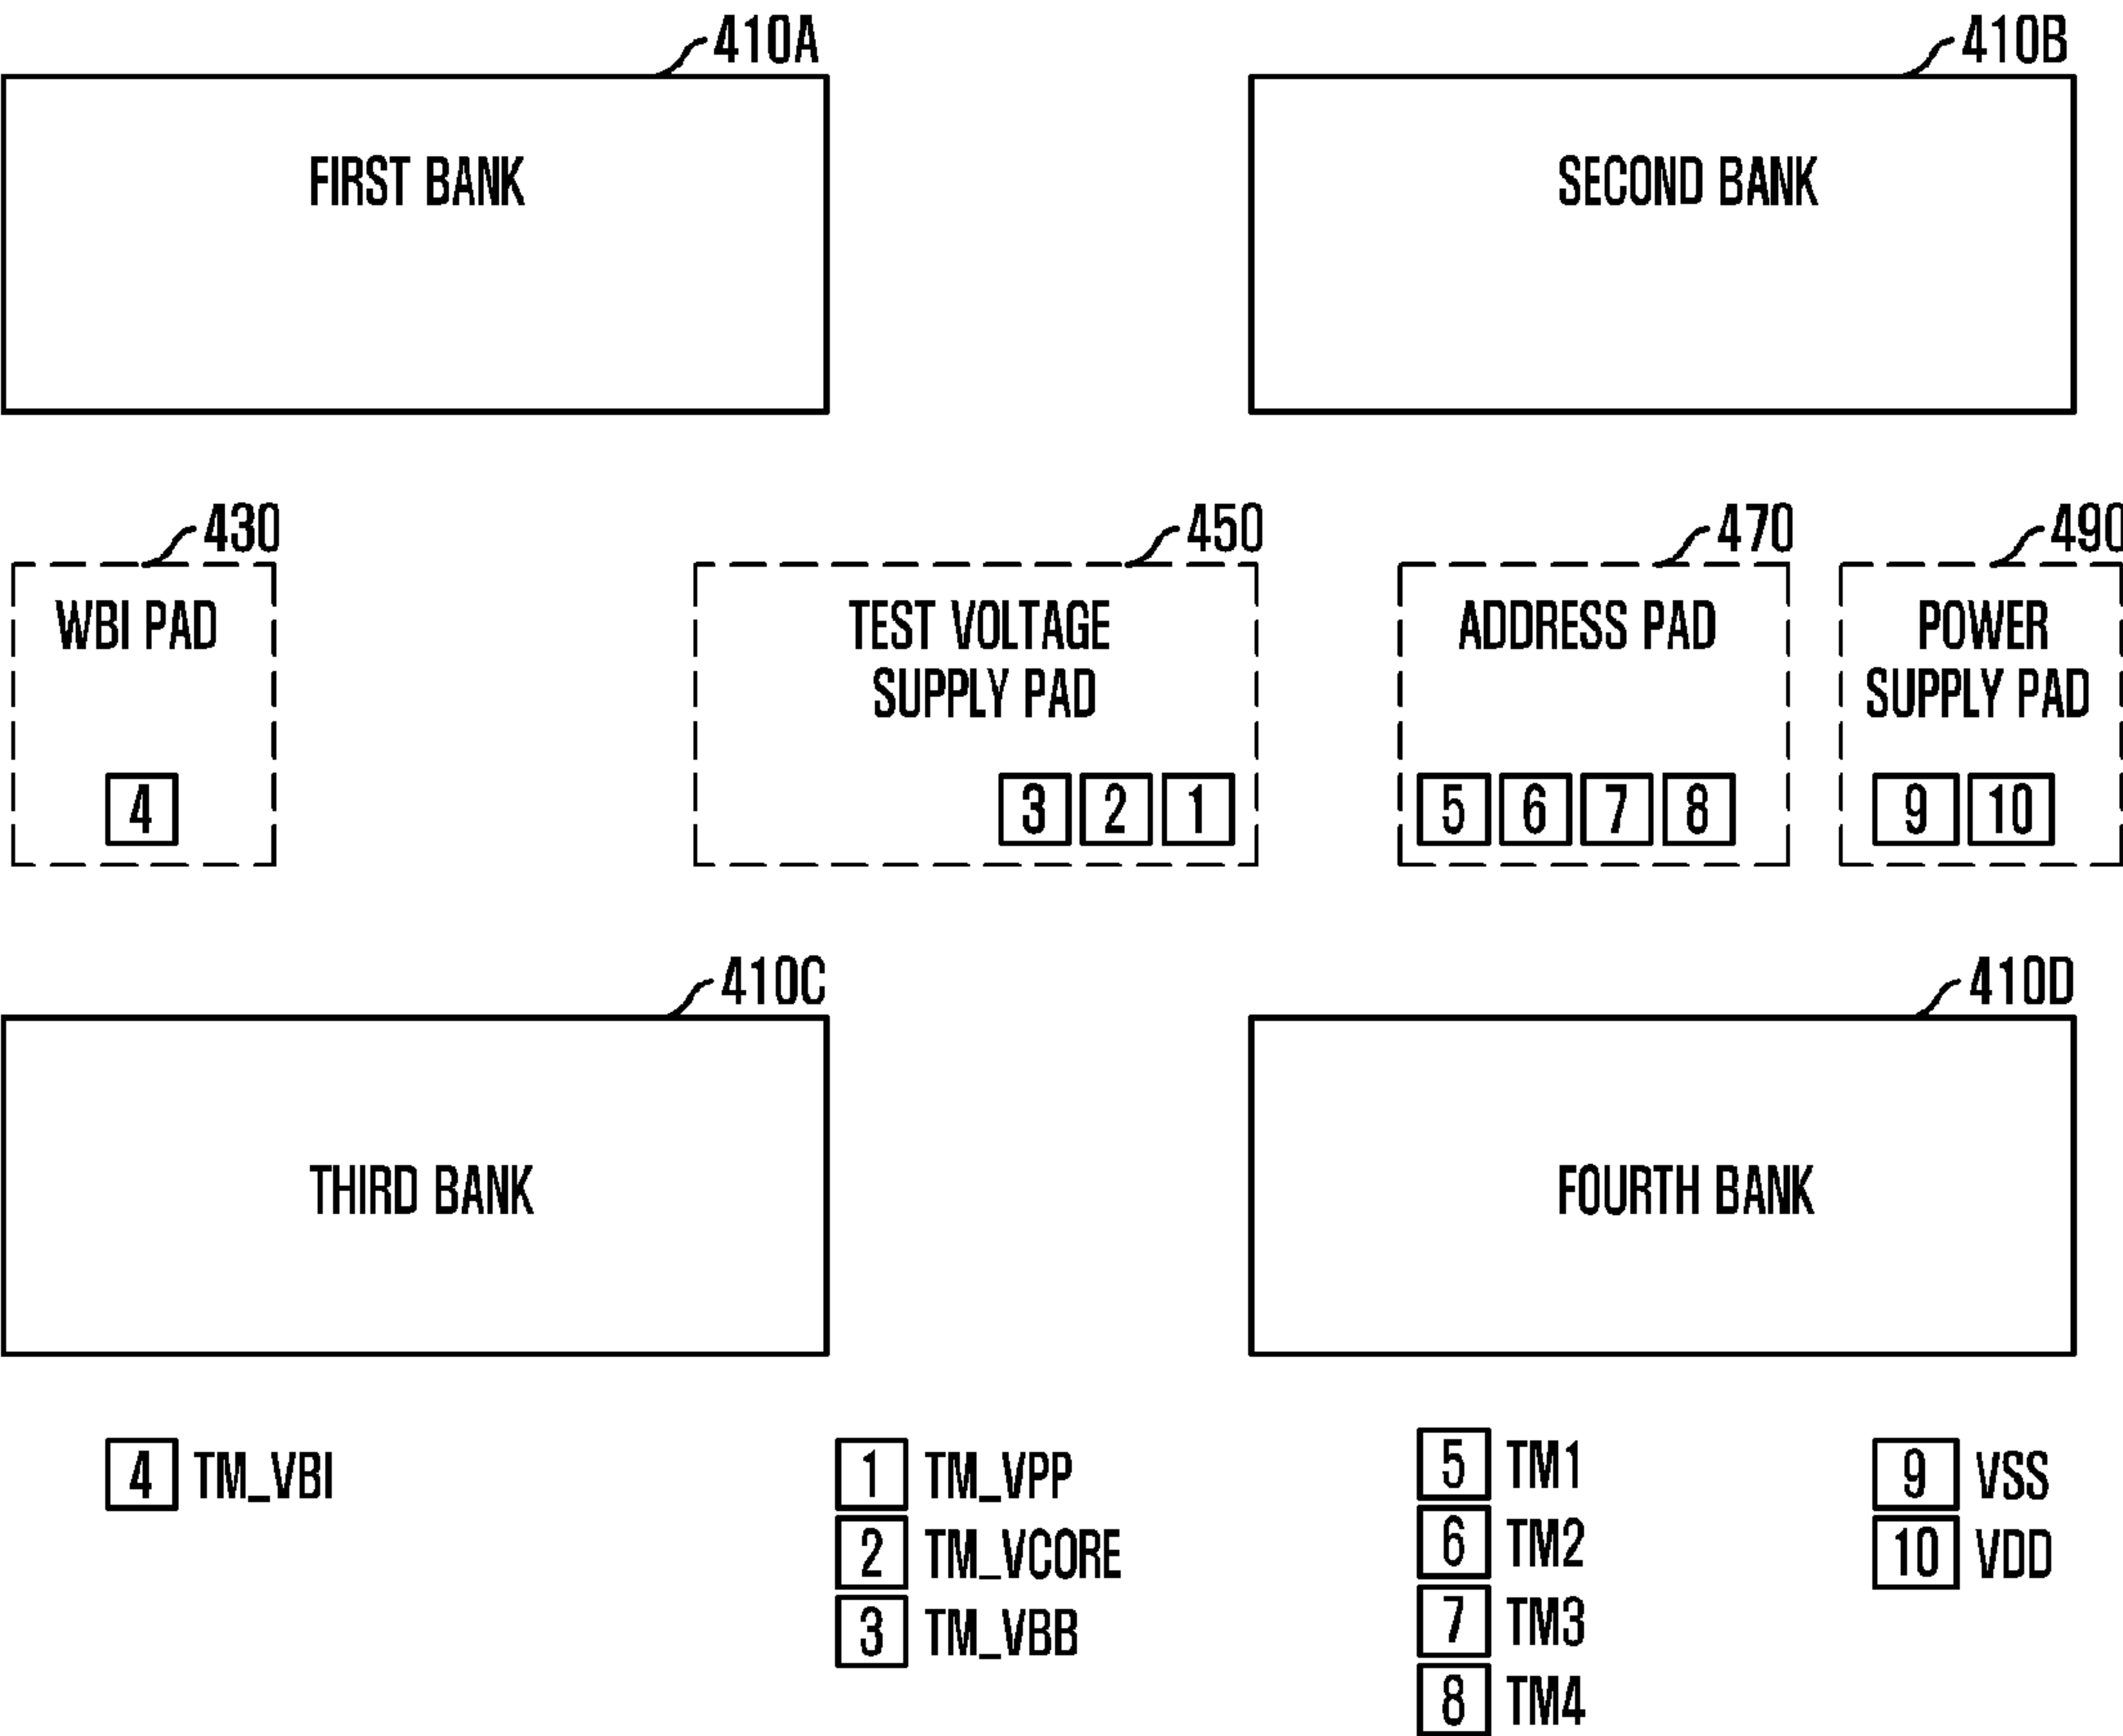 410A
410B
FIRST BANK
SECOND BANK
430
450
470
490
WBI PAD
TEST VOLTAGE
SUPPLY PAD
ADDRESS PAD
POWER
SUPPLY PAD
4
3 2 1
5 6 7 8
9 10
410C
410D
THIRD BANK
FOURTH BANK
4 TM_VBI
1 TM_VPP
2 TM_VCORE
3 TM_VBB
5 TM1
6 TM2
7 TM3
8 TM4
9 VSS
10 VDD